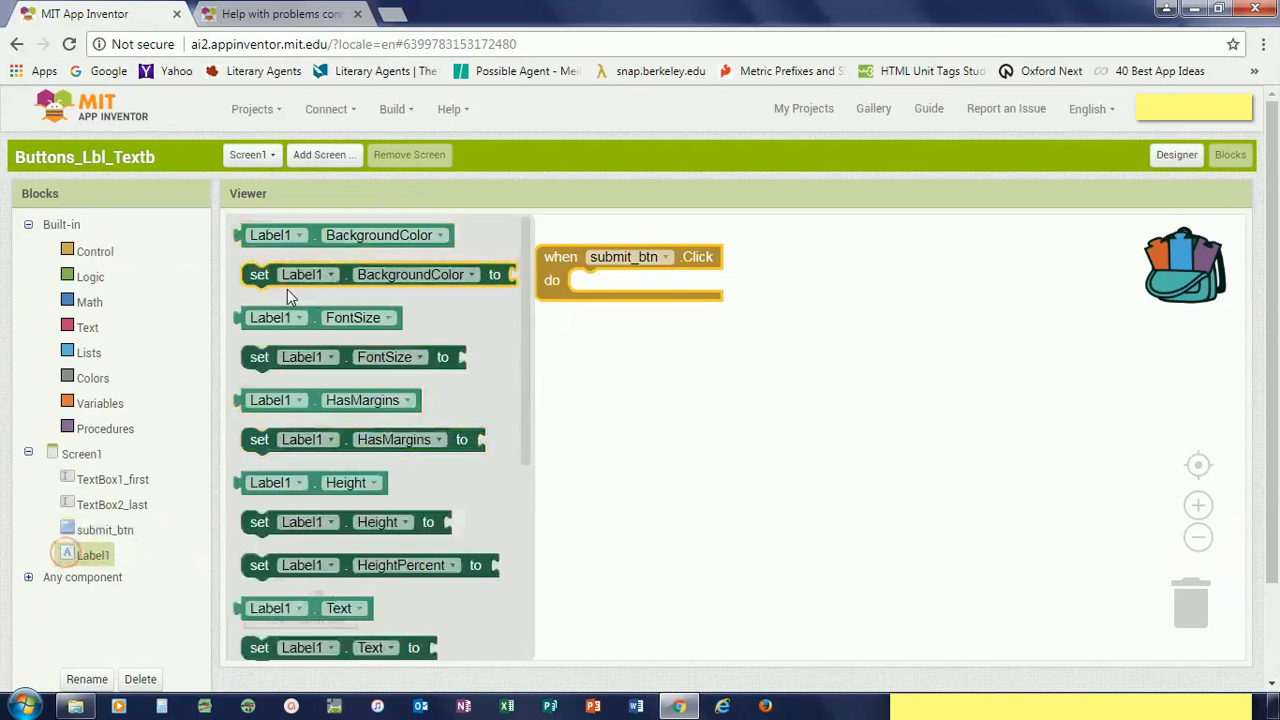 MIT App Inventor
Help with problems conn
Not secure
ai2.appinventor.mit.edu/?locale=en#6399783153172480
Apps
Google
Yahoo
Literary Agents
Literary Agents | The
Possible Agent - Meli
snap.berkeley.edu
Metric Prefixes and S
HTML Unit Tags Stud
Oxford Next
40 Best App Ideas
»
MIT
APP INVENTOR
Projects
Connect
Build
Help
My Projects
Gallery
Guide
Report an Issue
English
Buttons_Lbl_Textb
Screen1
Add Screen ...
Remove Screen
Designer
Blocks
Blocks
Viewer
Built-in
Control
Logic
Math
Text
Lists
Colors
Variables
Procedures
Screen1
TextBox1_first
TextBox2_last
submit_btn
A Label1
Any component
Rename
Delete
Label1 . BackgroundColor
set Label1 . BackgroundColor to
Label1 . FontSize
set Label1 . FontSize to
Label1 . HasMargins
set Label1 . HasMargins to
Label1 . Height
set Label1 . Height to
set Label1 . HeightPercent to
Label1 . Text
set Label1 . Text to
when submit_btn .Click
do